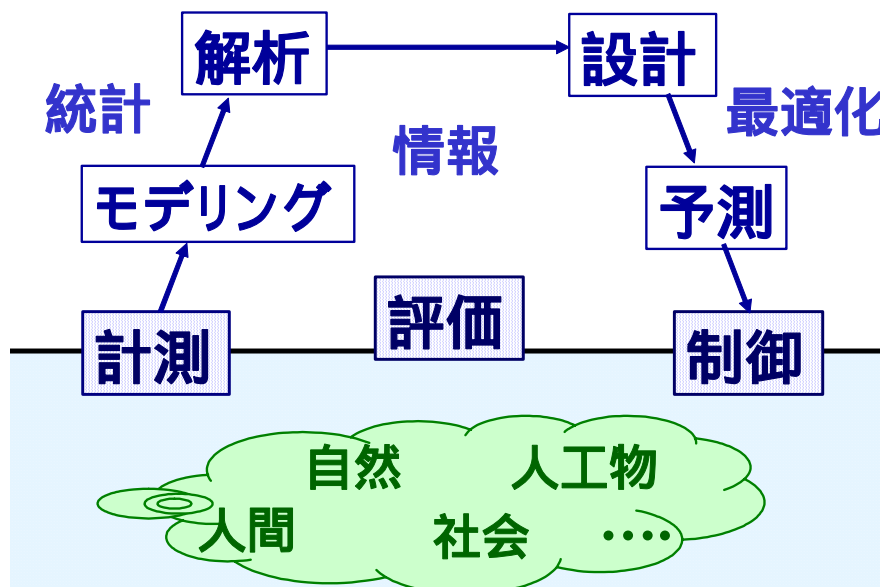 解析
設計
統計
最適化
情報
モデリング
予測
評価
計測
制御
自然
人工物
人間
社会
‥‥